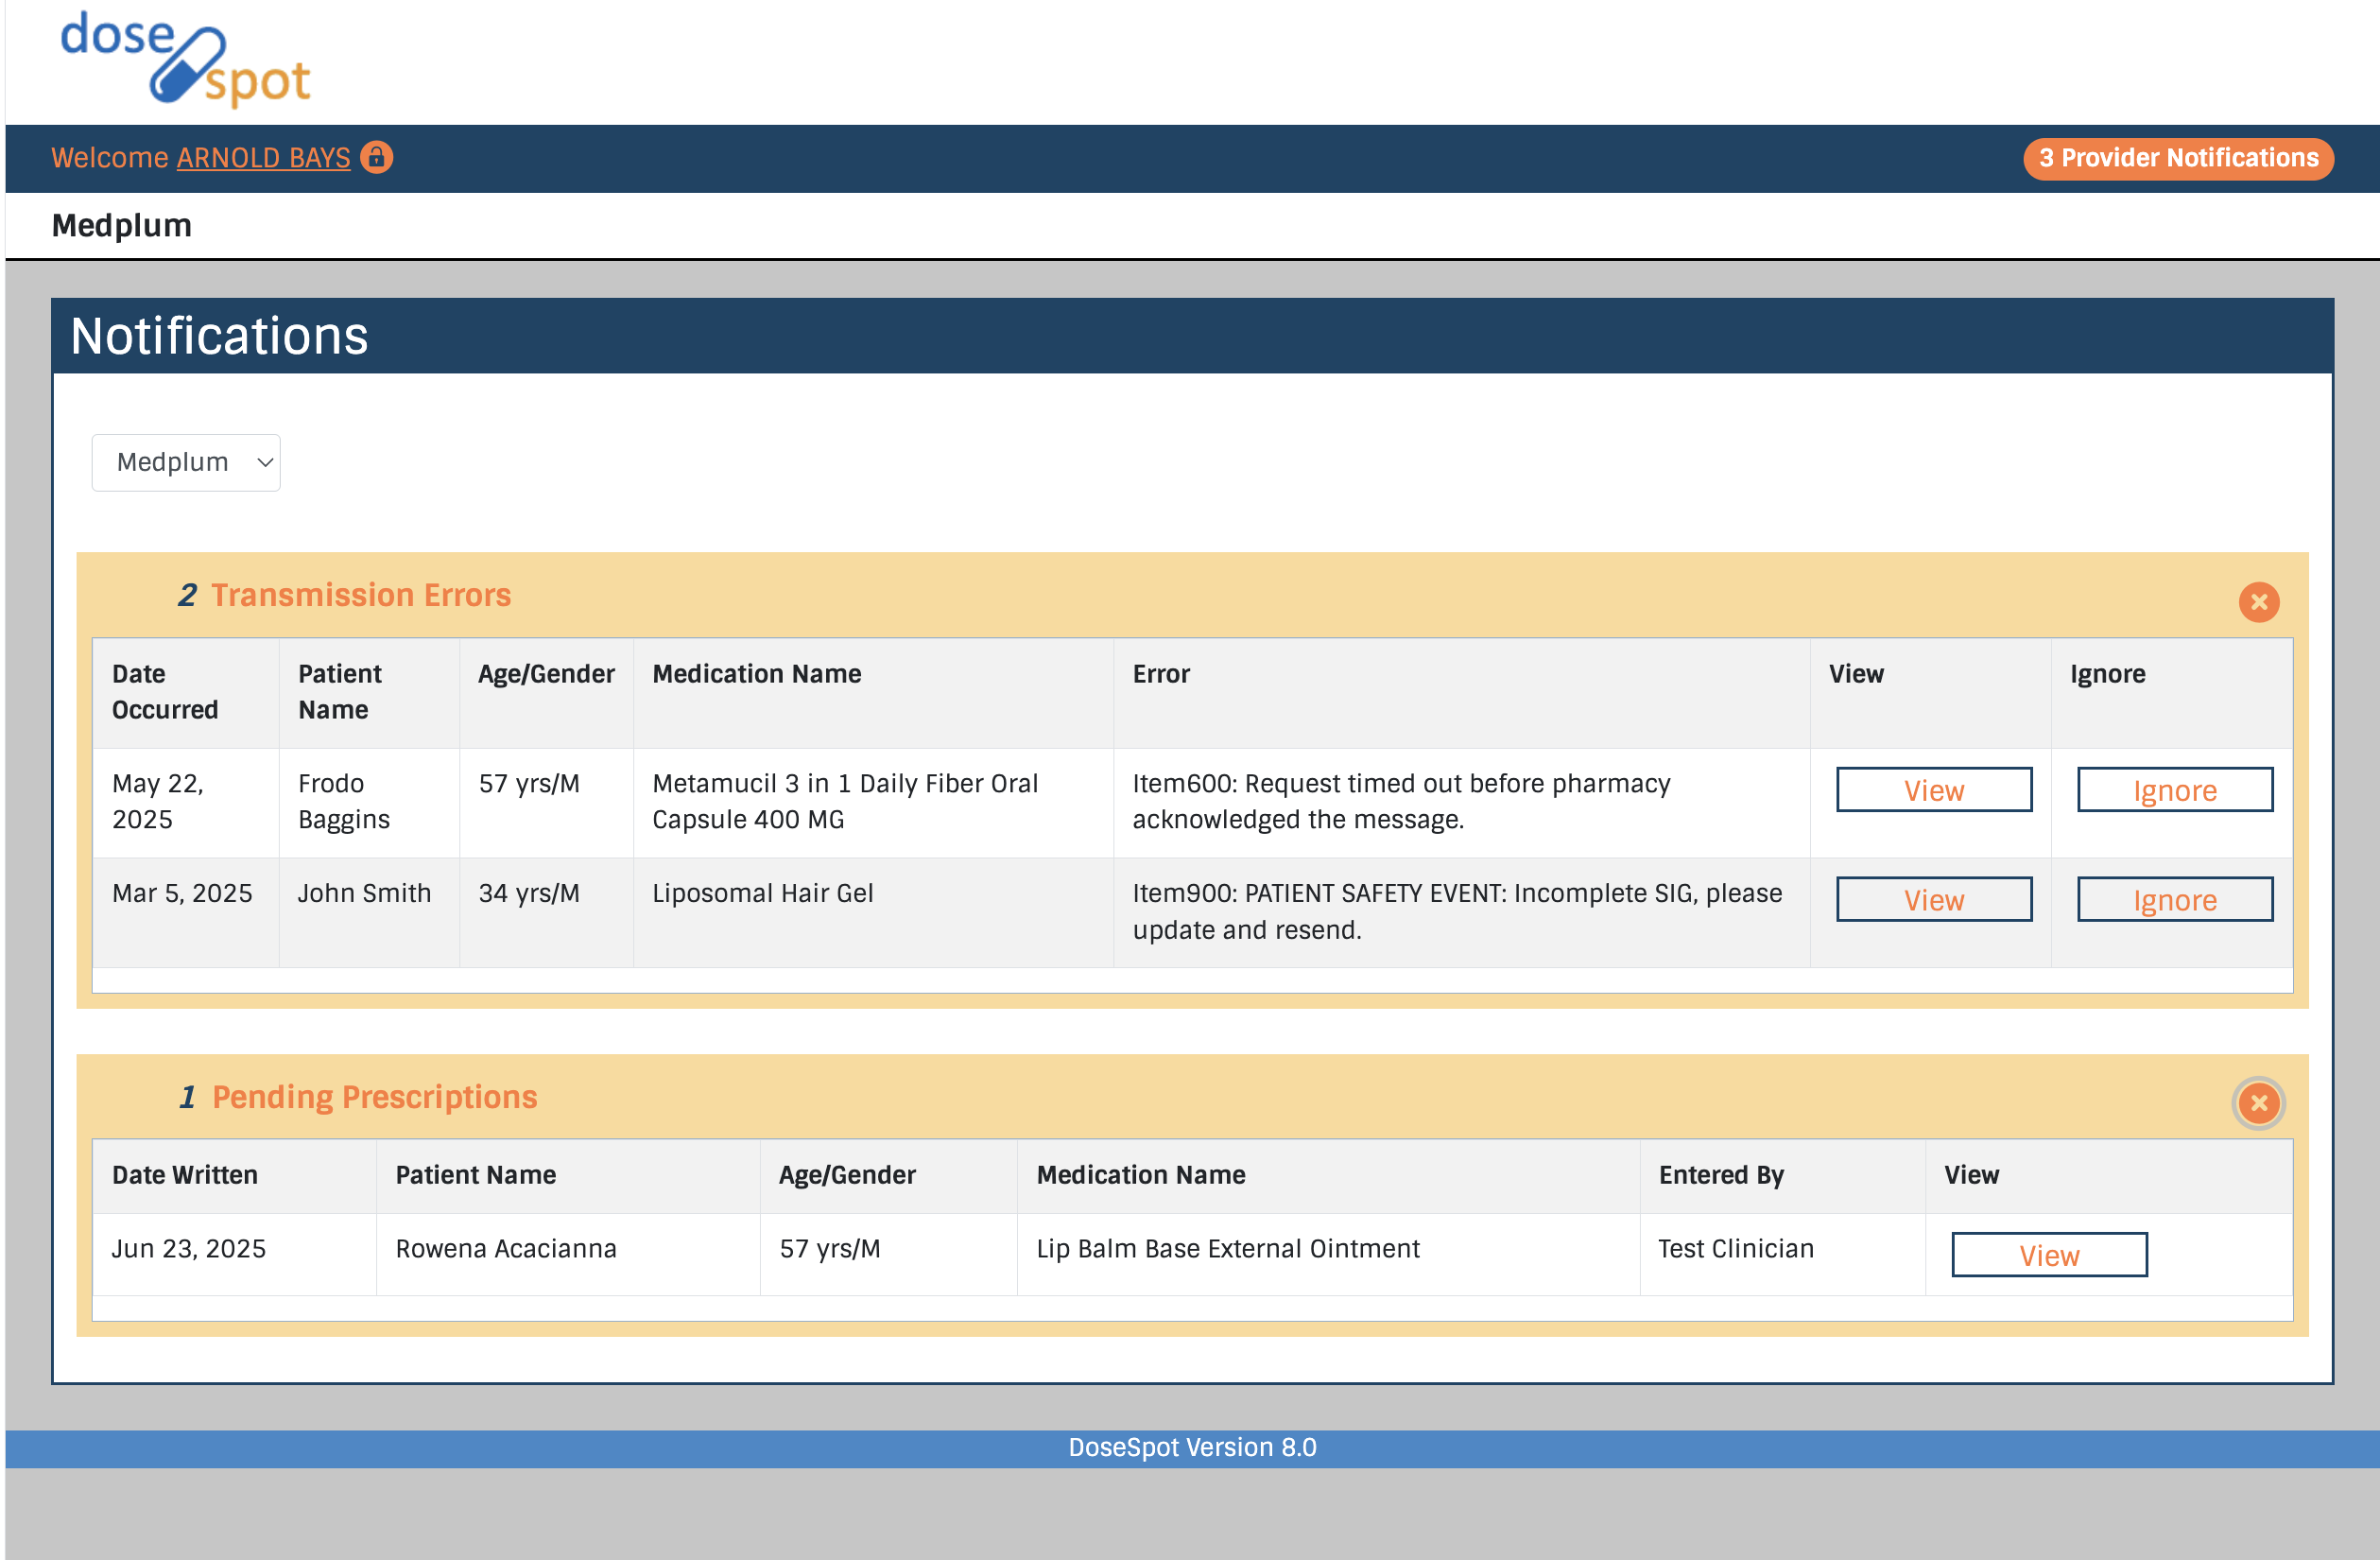 dose
spot
Welcome ARNOLD BAYS
3 Provider Notifications
Medplum
Notifications
Medplum
2 Transmission Errors
Date Occurred Patient Name Age/Gender Medication Name Error View Ignore
May 22, 2025 Frodo Baggins 57 yrs/M Metamucil 3 in 1 Daily Fiber Oral Capsule 400 MG Item600: Request timed out before pharmacy acknowledged the message. View Ignore
Mar 5, 2025 John Smith 34 yrs/M Liposomal Hair Gel Item900: PATIENT SAFETY EVENT: Incomplete SIG, please update and resend. View Ignore
1 Pending Prescriptions
Date Written Patient Name Age/Gender Medication Name Entered By View
Jun 23, 2025 Rowena Acacianna 57 yrs/M Lip Balm Base External Ointment Test Clinician View
DoseSpot Version 8.0